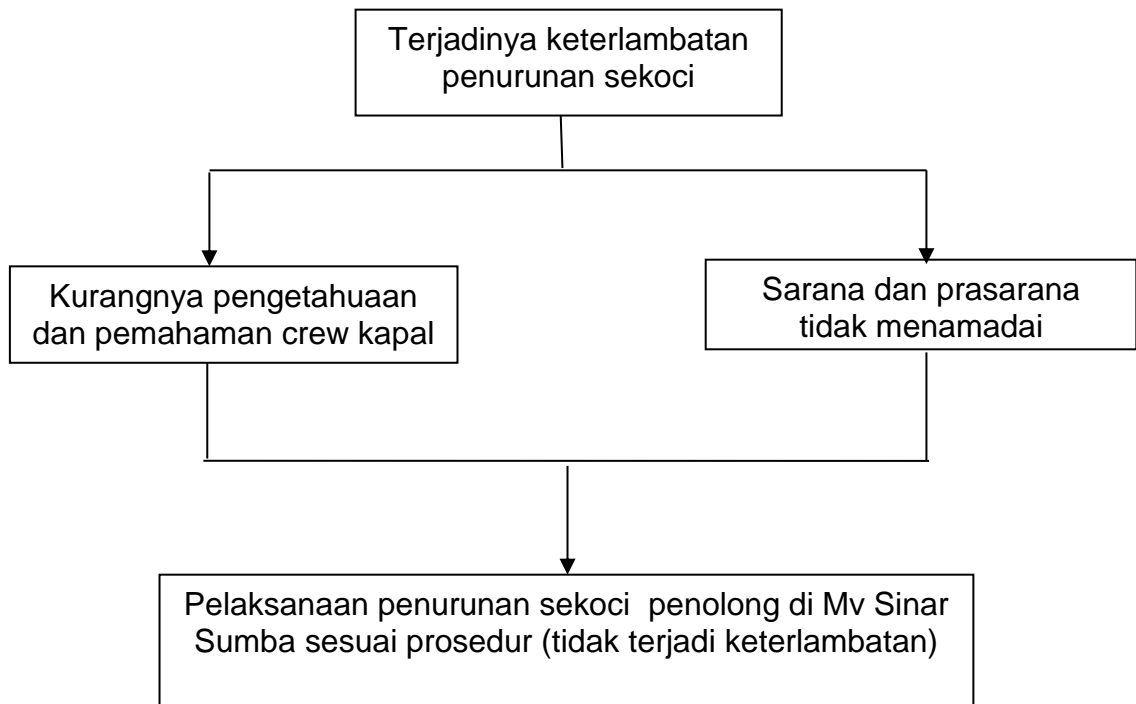 Terjadinya keterlambatan
penurunan sekoci
Kurangnya pengetahuaan
dan pemahaman crew kapal
Sarana dan prasarana
tidak menamadai
Pelaksanaan penurunan sekoci  penolong di Mv Sinar
Sumba sesuai prosedur (tidak terjadi keterlambatan)